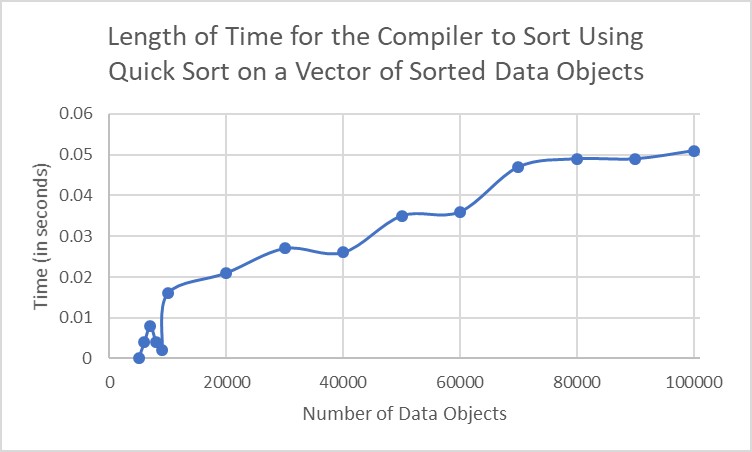 Length of Time for the Compiler to Sort Using
Quick Sort on a Vector of Sorted Data Objects
0.06
0.05
0.04
0.03
0.02
0.01
0
Time (in seconds)
0 20000 40000 60000 80000 100000
Number of Data Objects